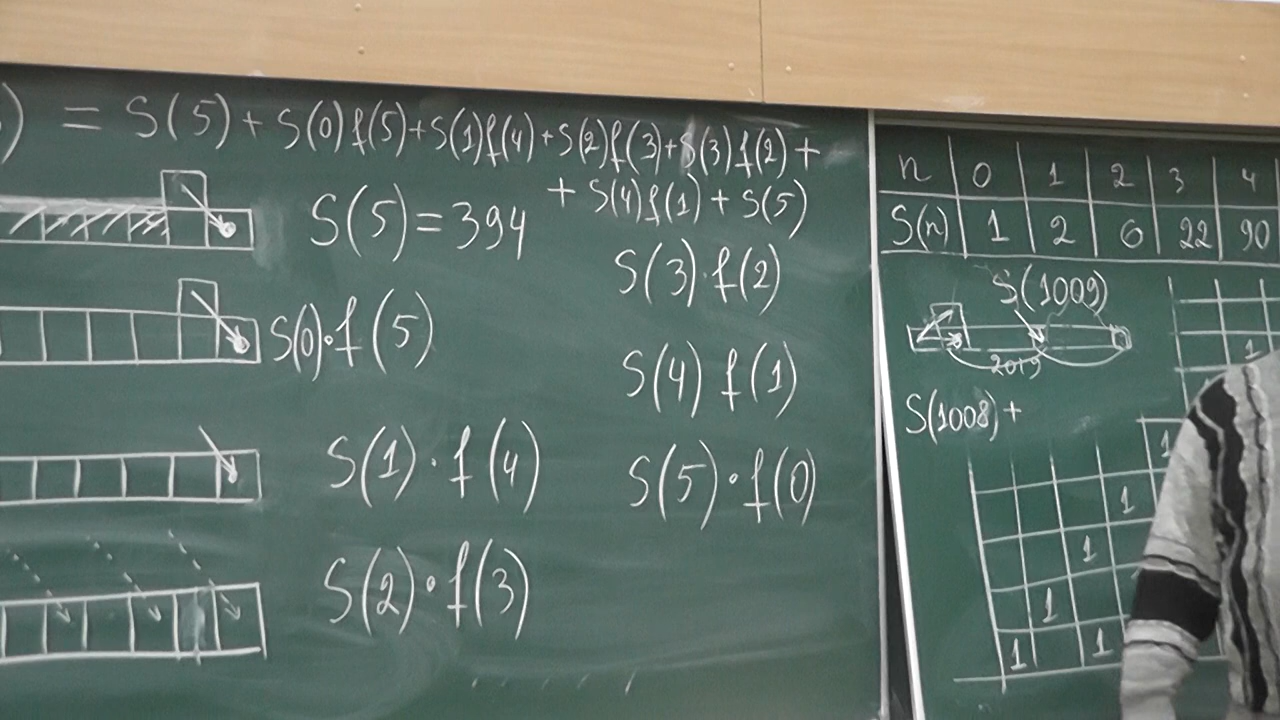 ) = S(5) + S(0) f(5) + S(1) f(4) + S(2) f(3) + S(3) f(2) +
+ S(4) f(1) + S(5)
S(5) = 394
S(3) · f(2)
S(0) · f(5)
S(4) f(1)
S(1) · f(4)
S(5) · f(0)
S(2) · f(3)
n 0 1 2 3 4
S(n) 1 2 6 22 90
S(1009)
2019
S(1008) +
1
1
1
1
1
1 1